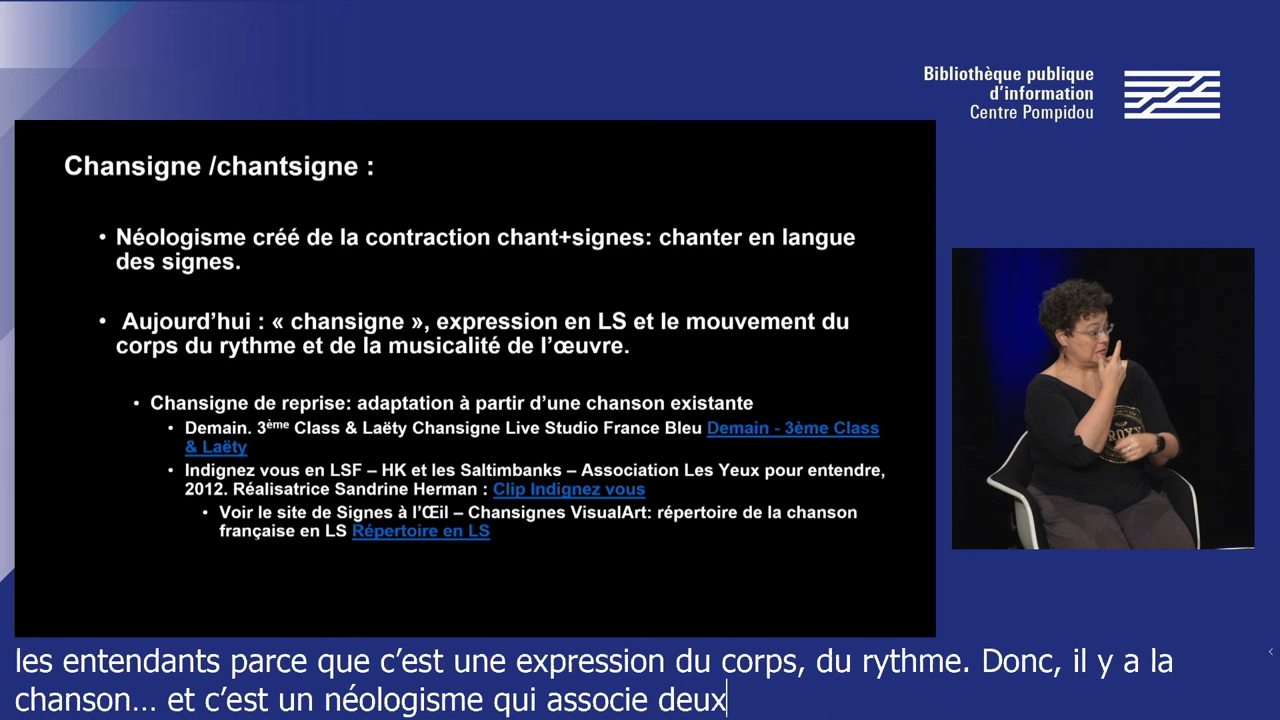 Bibliothèque publique
d'information
Centre Pompidou
Chansigne /chantsigne :
• Néologisme créé de la contraction chant+signes: chanter en langue
des signes.
• Aujourd'hui : « chansigne », expression en LS et le mouvement du
corps du rythme et de la musicalité de l'œuvre.
• Chansigne de reprise: adaptation à partir d'une chanson existante
• Demain. 3ème Class & Laëty Chansigne Live Studio France Bleu Demain - 3ème Class
& Laëty
• Indignez vous en LSF – HK et les Saltimbanks – Association Les Yeux pour entendre,
2012. Réalisatrice Sandrine Herman : Clip Indignez vous
• Voir le site de Signes à l'Œil – Chansignes VisualArt: répertoire de la chanson
française en LS Répertoire en LS
ROXY
les entendants parce que c'est une expression du corps, du rythme. Donc, il y a la
chanson... et c'est un néologisme qui associe deux